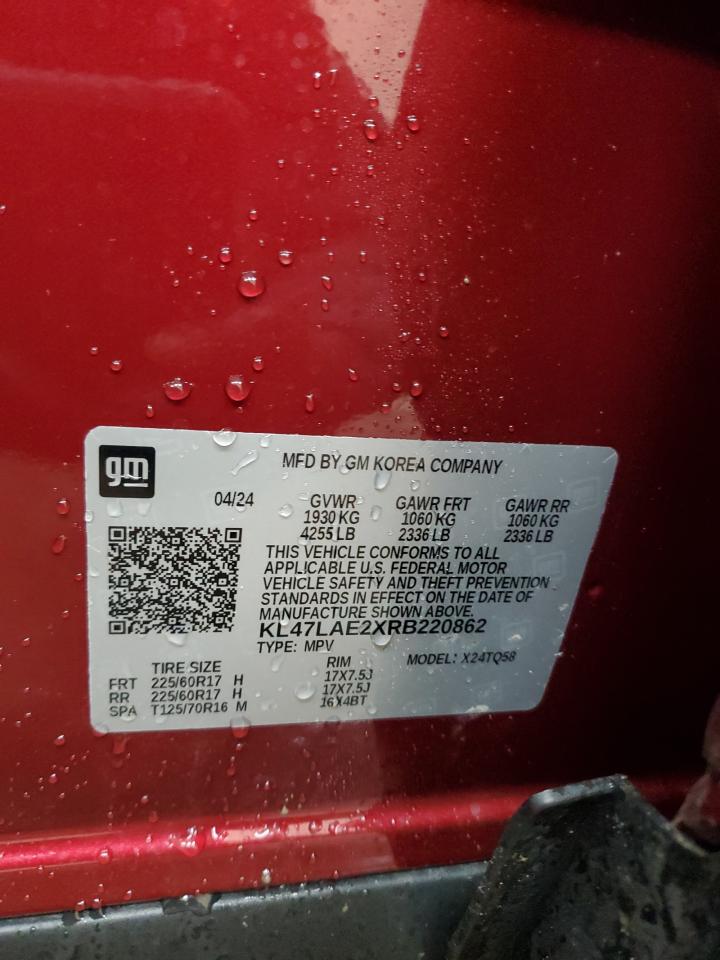 gm
MFD BY GM KOREA COMPANY
04/24 GVWR GAWR FRT GAWR RR
1930 KG 1060 KG 1060 KG
4255 LB 2336 LB 2336 LB
THIS VEHICLE CONFORMS TO ALL
APPLICABLE U.S. FEDERAL MOTOR
VEHICLE SAFETY AND THEFT PREVENTION
STANDARDS IN EFFECT ON THE DATE OF
MANUFACTURE SHOWN ABOVE.
KL47LAE2XRB220862
TYPE: MPV MODEL: X24TQ58
TIRE SIZE RIM
FRT 225/60R17 H 17X7.5J
RR 225/60R17 H 17X7.5J
SPA T125/70R16 M 16X4BT